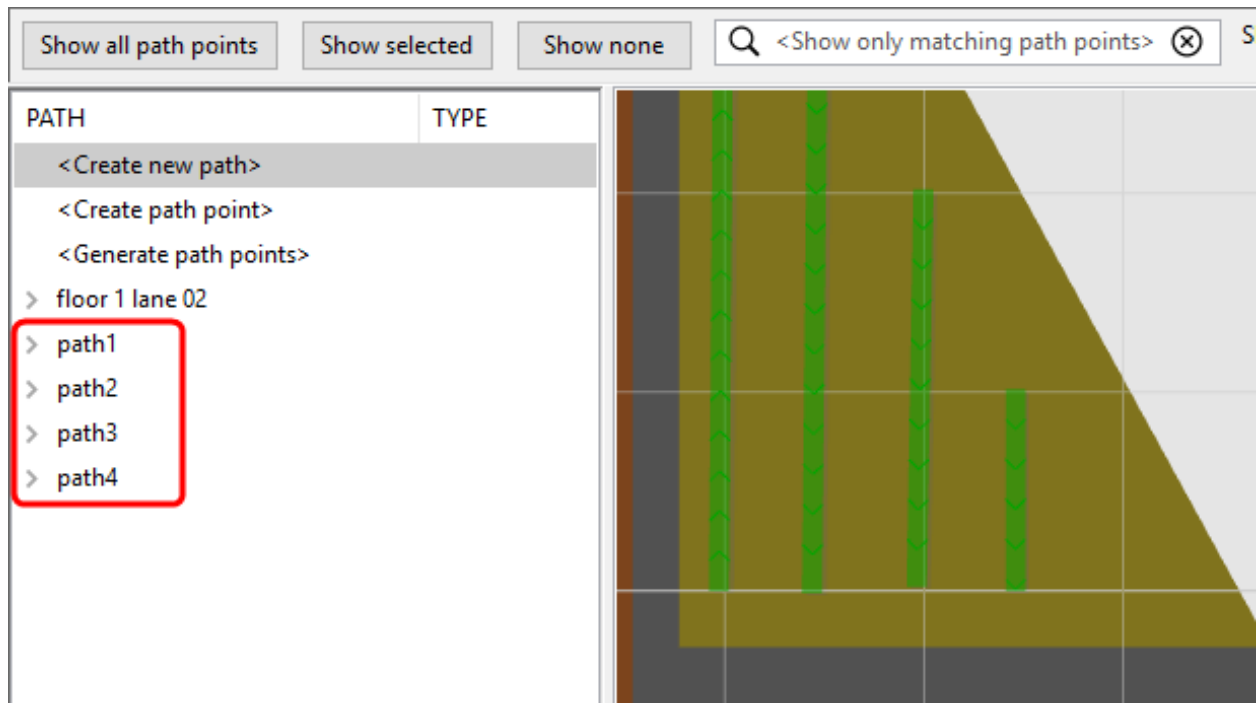 Show all path points Show selected Show none <Show only matching path points> S
PATH TYPE
<Create new path>
<Create path point>
<Generate path points>
floor 1 lane 02
path1
path2
path3
path4